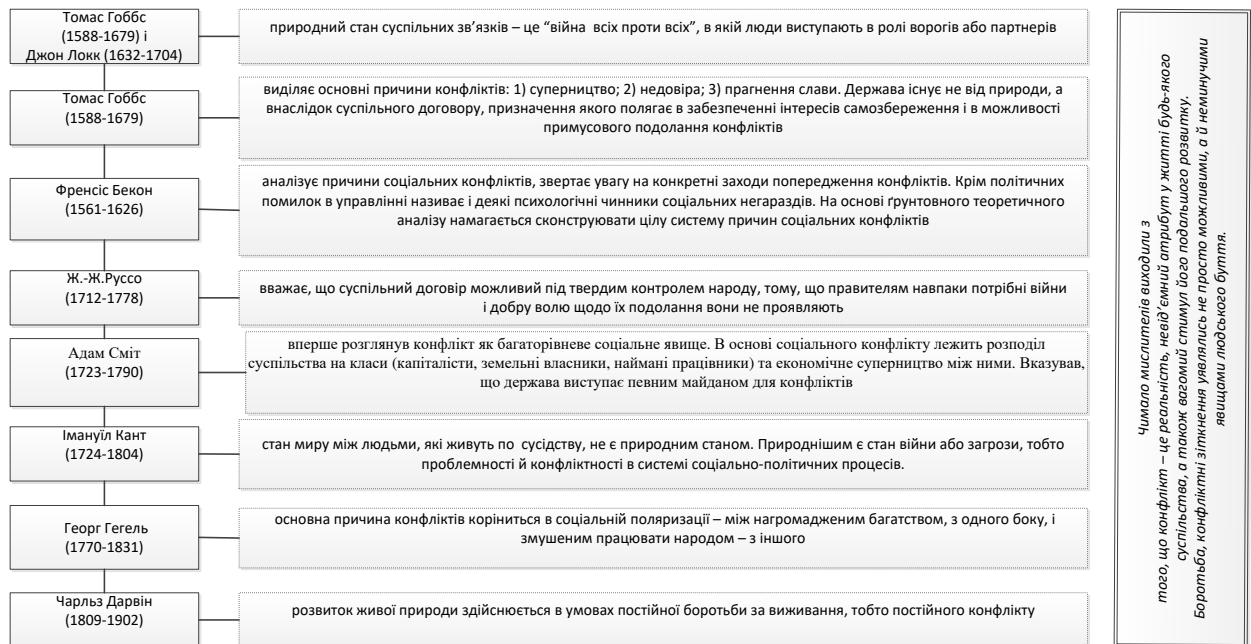 Томас Гоббс
(1588-1679) і
Джон Локк (1632-1704)
природний стан суспільних зв’язків – це “війна всіх проти всіх”, в якій люди виступають в ролі ворогів або партнерів
Томас Гоббс
(1588-1679)
виділяє основні причини конфліктів: 1) суперництво; 2) недовіра; 3) прагнення слави. Держава існує не від природи, а
внаслідок суспільного договору, призначення якого полягає в забезпеченні інтересів самозбереження і в можливості
примусового подолання конфліктів
Френсіс Бекон
(1561-1626)
аналізує причини соціальних конфліктів, звертає увагу на конкретні заходи попередження конфліктів. Крім політичних
помилок в управлінні називає і деякі психологічні чинники соціальних негараздів. На основі ґрунтовного теоретичного
аналізу намагається сконструювати цілу систему причин соціальних конфліктів
Ж.-Ж.Руссо
(1712-1778)
вважає, що суспільний договір можливий під твердим контролем народу, тому, що правителям навпаки потрібні війни
і добру волю щодо їх подолання вони не проявляють
Адам Сміт
(1723-1790)
вперше розглянув конфлікт як багаторівневе соціальне явище. В основі соціального конфлікту лежить розподіл
суспільства на класи (капіталісти, земельні власники, наймані працівники) та економічне суперництво між ними. Вказував,
що держава виступає певним майданом для конфліктів
Імануїл Кант
(1724-1804)
стан миру між людьми, які живуть по сусідству, не є природним станом. Природнішим є стан війни або загрози, тобто
проблемності й конфліктності в системі соціально-політичних процесів.
Георг Гегель
(1770-1831)
основна причина конфліктів коріниться в соціальній поляризації – між нагромадженим багатством, з одного боку, і
змушеним працювати народом – з іншого
Чарльз Дарвін
(1809-1902)
розвиток живої природи здійснюється в умовах постійної боротьби за виживання, тобто постійного конфлікту
Чимало мислителів виходили з
того, що конфлікт – це реальність, невід’ємний атрибут у житті будь-якого
суспільства, а також вагомий стимул його подальшого розвитку.
Боротьба, конфліктні зіткнення уявлялись не просто можливими, а й неминучими
явищами людського буття.